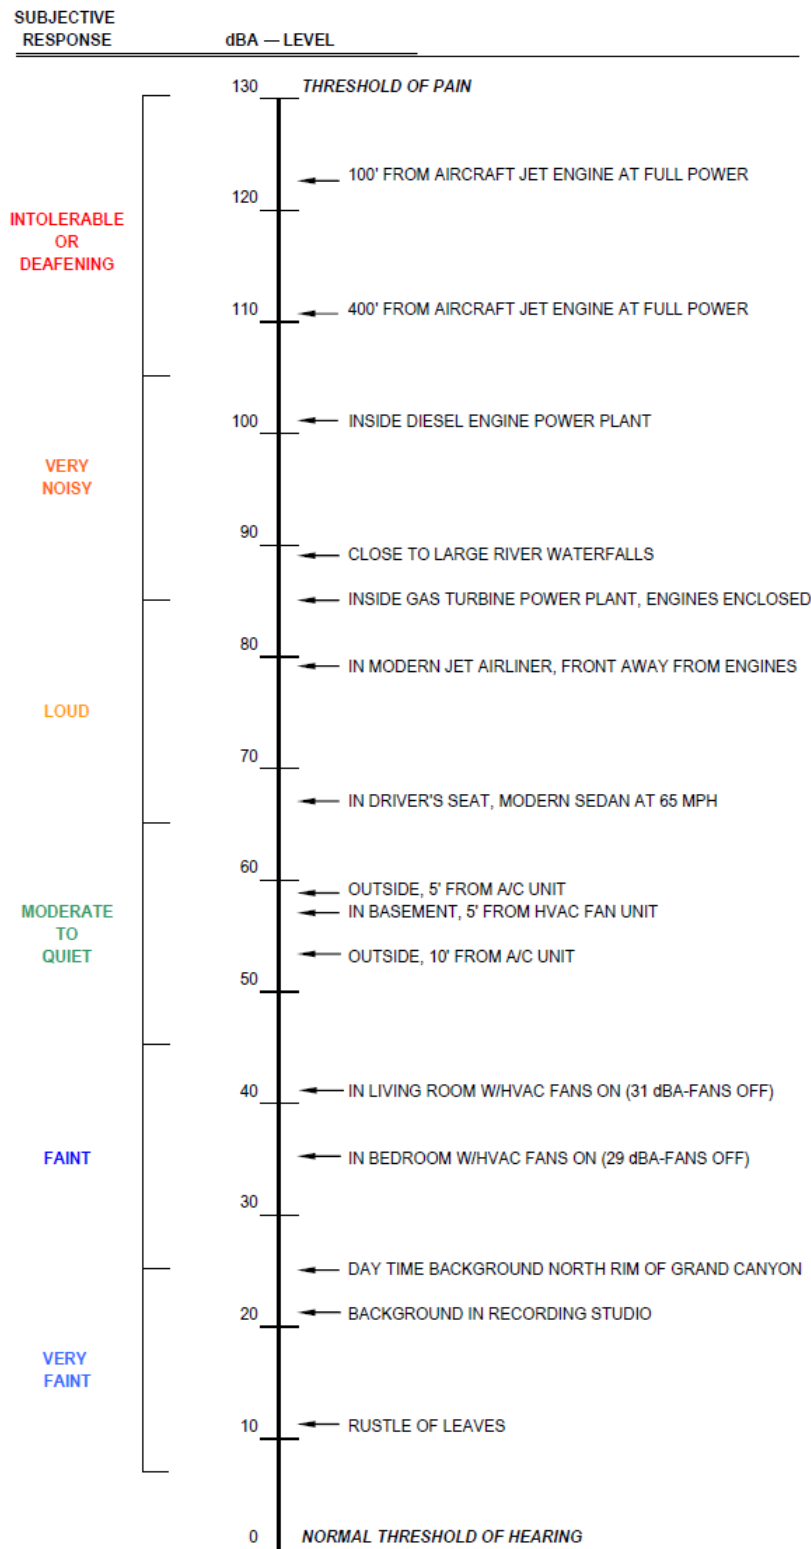 SUBJECTIVE
RESPONSE
dBA — LEVEL
130 THRESHOLD OF PAIN
100' FROM AIRCRAFT JET ENGINE AT FULL POWER
120
INTOLERABLE
OR
DEAFENING
110 400' FROM AIRCRAFT JET ENGINE AT FULL POWER
100 INSIDE DIESEL ENGINE POWER PLANT
VERY
NOISY
90
CLOSE TO LARGE RIVER WATERFALLS
INSIDE GAS TURBINE POWER PLANT, ENGINES ENCLOSED
80
IN MODERN JET AIRLINER, FRONT AWAY FROM ENGINES
LOUD
70
IN DRIVER'S SEAT, MODERN SEDAN AT 65 MPH
60
OUTSIDE, 5' FROM A/C UNIT
IN BASEMENT, 5' FROM HVAC FAN UNIT
MODERATE
TO
QUIET
OUTSIDE, 10' FROM A/C UNIT
50
40 IN LIVING ROOM W/HVAC FANS ON (31 dBA-FANS OFF)
FAINT
IN BEDROOM W/HVAC FANS ON (29 dBA-FANS OFF)
30
DAY TIME BACKGROUND NORTH RIM OF GRAND CANYON
20 BACKGROUND IN RECORDING STUDIO
VERY
FAINT
10 RUSTLE OF LEAVES
0 NORMAL THRESHOLD OF HEARING